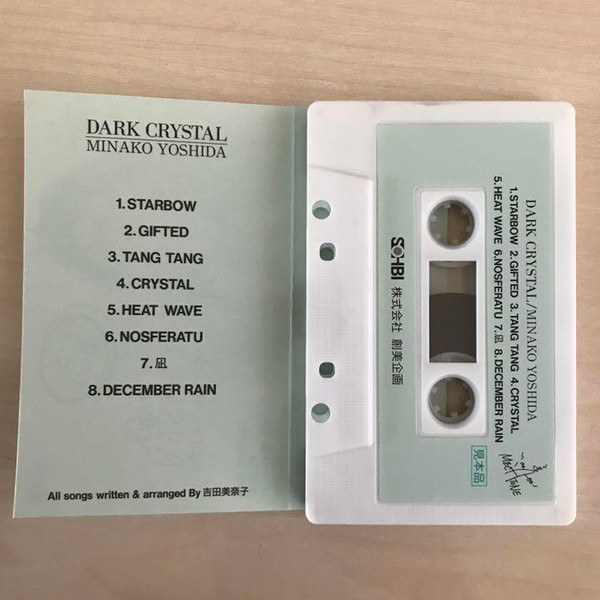 DARK CRYSTAL
MINAKO YOSHIDA
1.STARBOW
2.GIFTED
3.TANG TANG
4.CRYSTAL
5.HEAT WAVE
6.NOSFERATU
7.凪
8.DECEMBER RAIN
All songs written & arranged By 吉田美奈子
DARK CRYSTAL/MINAKO YOSHIDA
1.STARBOW 2.GIFTED 3.TANG TANG 4.CRYSTAL
5.HEAT WAVE 6.NOSFERATU 7.凪 8.DECEMBER RAIN
SOHBI 株式会社 創美企画
見本品
MEET TONE